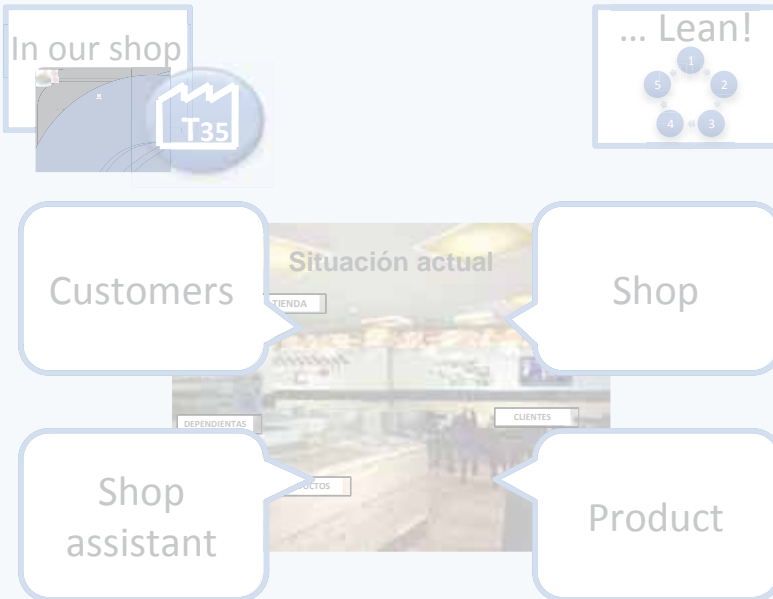 In our shop
T35
... Lean!
1
2
3
4
5
Situación actual
Customers
TIENDA
Shop
DEPENDIENTAS
CLIENTES
Shop
assistant
Product